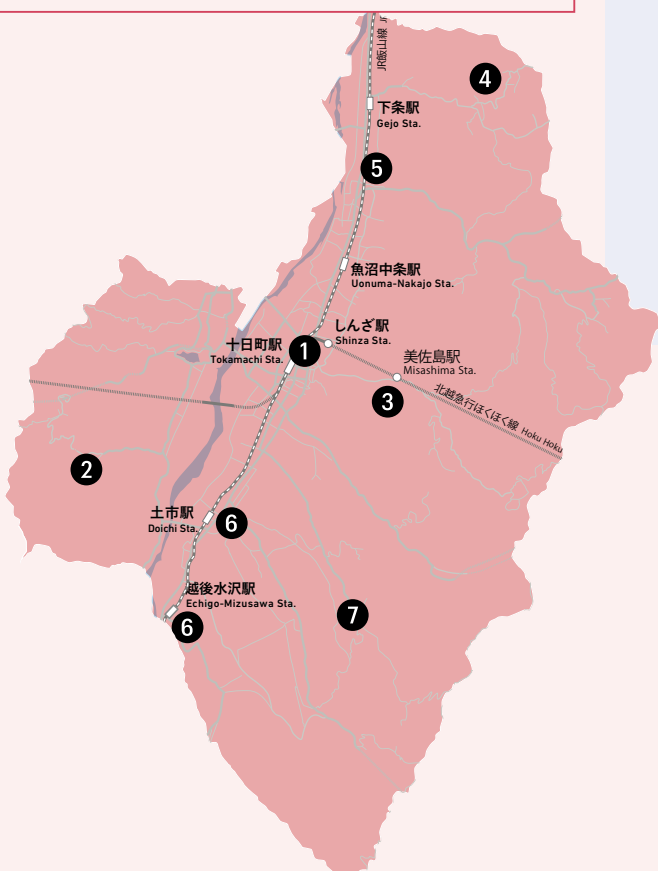 JR飯山線
4
下条駅
Gejo Sta.
5
魚沼中条駅
Uonuma-Nakajo Sta.
しんざ駅
Shinza Sta.
十日町駅
Tokamachi Sta.
1
美佐島駅
Misashima Sta.
3
北越急行ほくほく線 Hoku Hoku
2
土市駅
Doichi Sta.
6
越後水沢駅
Echigo-Mizusawa Sta.
6
7